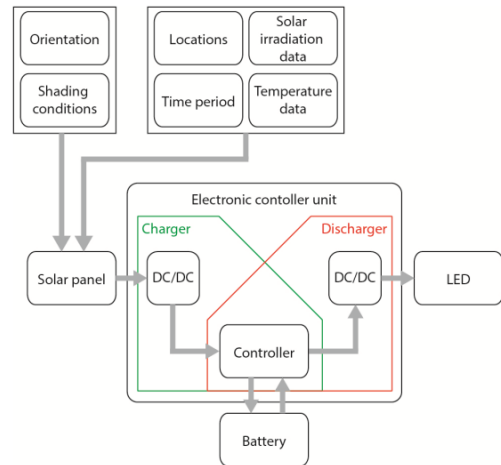 Orientation
Locations
Solar
irradiation
data
Shading
conditions
Time period
Temperature
data
Electronic contoller unit
Charger
Discharger
Solar panel
DC/DC
DC/DC
LED
Controller
Battery